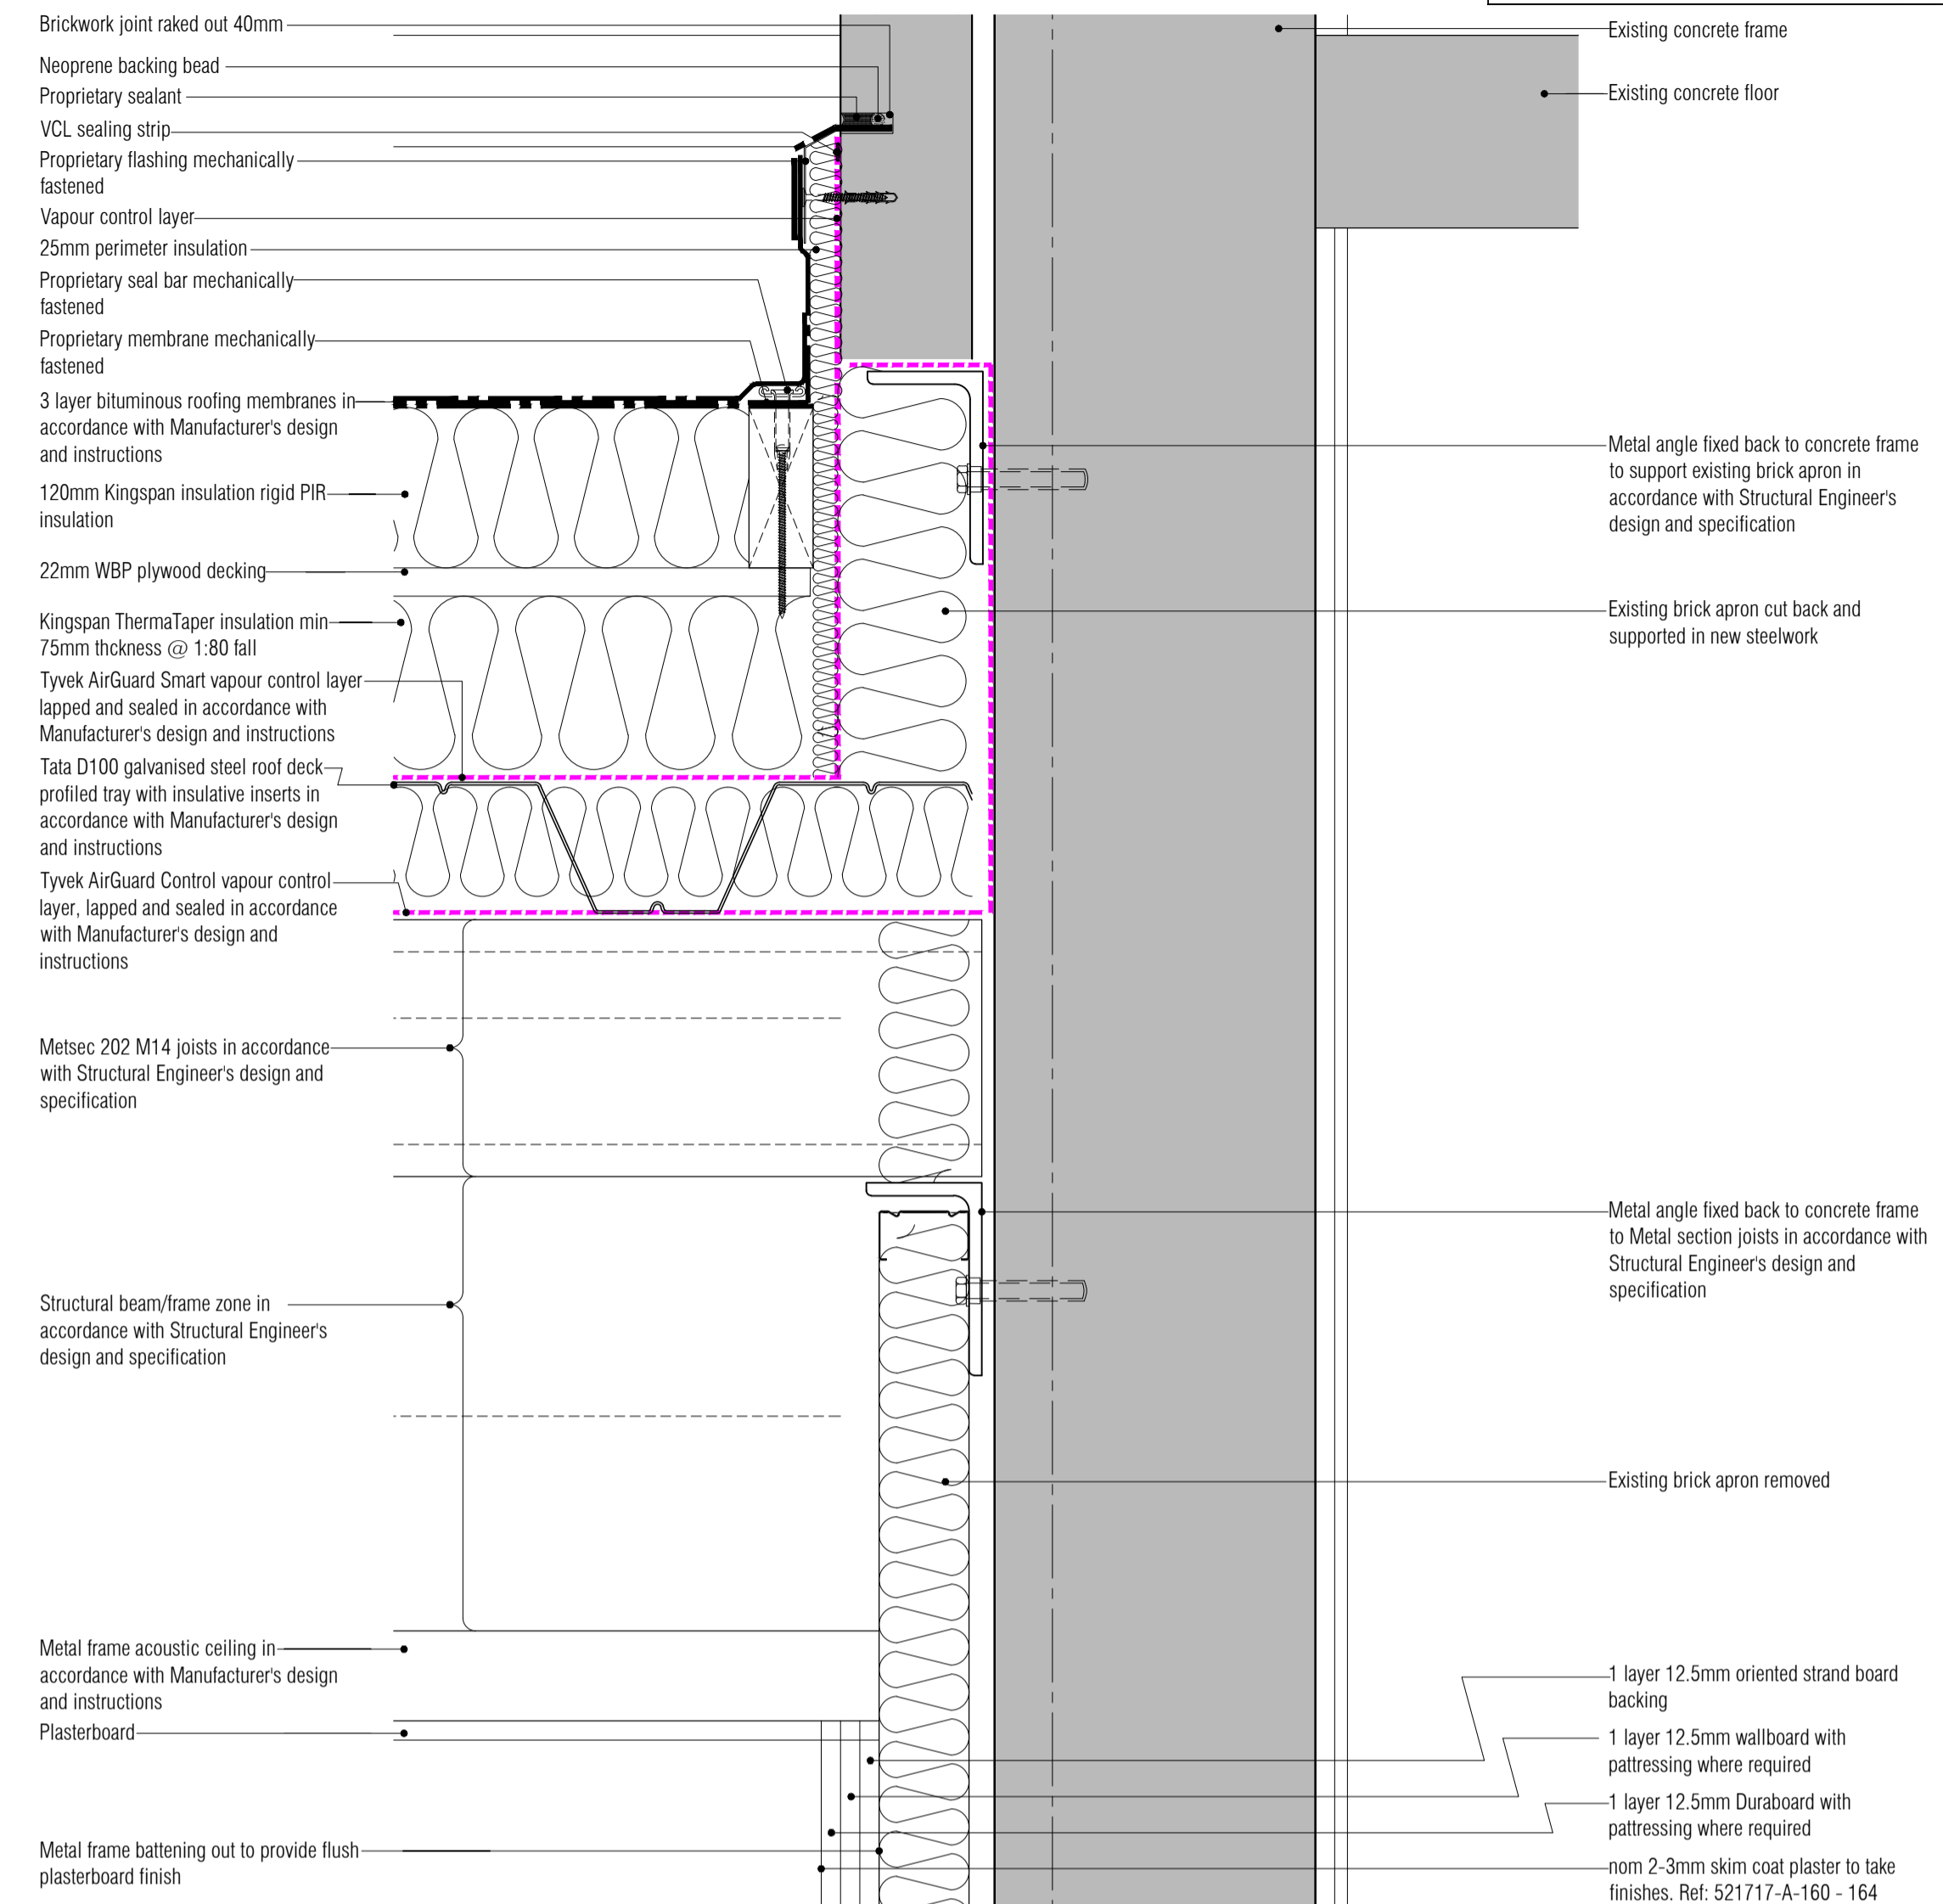 Brickwork joint raked out 40mm
Neoprene backing bead
Proprietary sealant
VCL sealing strip
Proprietary flashing mechanically
fastened
Vapour control layer
25mm perimeter insulation
Proprietary seal bar mechanically
fastened
Proprietary membrane mechanically
fastened
3 layer bituminous roofing membranes in
accordance with Manufacturer's design
and instructions
120mm Kingspan insulation rigid PIR
insulation
22mm WBP plywood decking
Kingspan ThermaTaper insulation min
75mm thckness @ 1:80 fall
Tyvek AirGuard Smart vapour control layer
lapped and sealed in accordance with
Manufacturer's design and instructions
Tata D100 galvanised steel roof deck
profiled tray with insulative inserts in
accordance with Manufacturer's design
and instructions
Tyvek AirGuard Control vapour control
layer, lapped and sealed in accordance
with Manufacturer's design and
instructions
Metsec 202 M14 joists in accordance
with Structural Engineer's design and
specification
Structural beam/frame zone in
accordance with Structural Engineer's
design and specification
Metal frame acoustic ceiling in
accordance with Manufacturer's design
and instructions
Plasterboard
Metal frame battening out to provide flush
plasterboard finish
Existing concrete frame
Existing concrete floor
Metal angle fixed back to concrete frame
to support existing brick apron in
accordance with Structural Engineer's
design and specification
Existing brick apron cut back and
supported in new steelwork
Metal angle fixed back to concrete frame
to Metal section joists in accordance with
Structural Engineer's design and
specification
Existing brick apron removed
1 layer 12.5mm oriented strand board
backing
1 layer 12.5mm wallboard with
pattressing where required
1 layer 12.5mm Duraboard with
pattressing where required
nom 2-3mm skim coat plaster to take
finishes. Ref: 521717-A-160 - 164